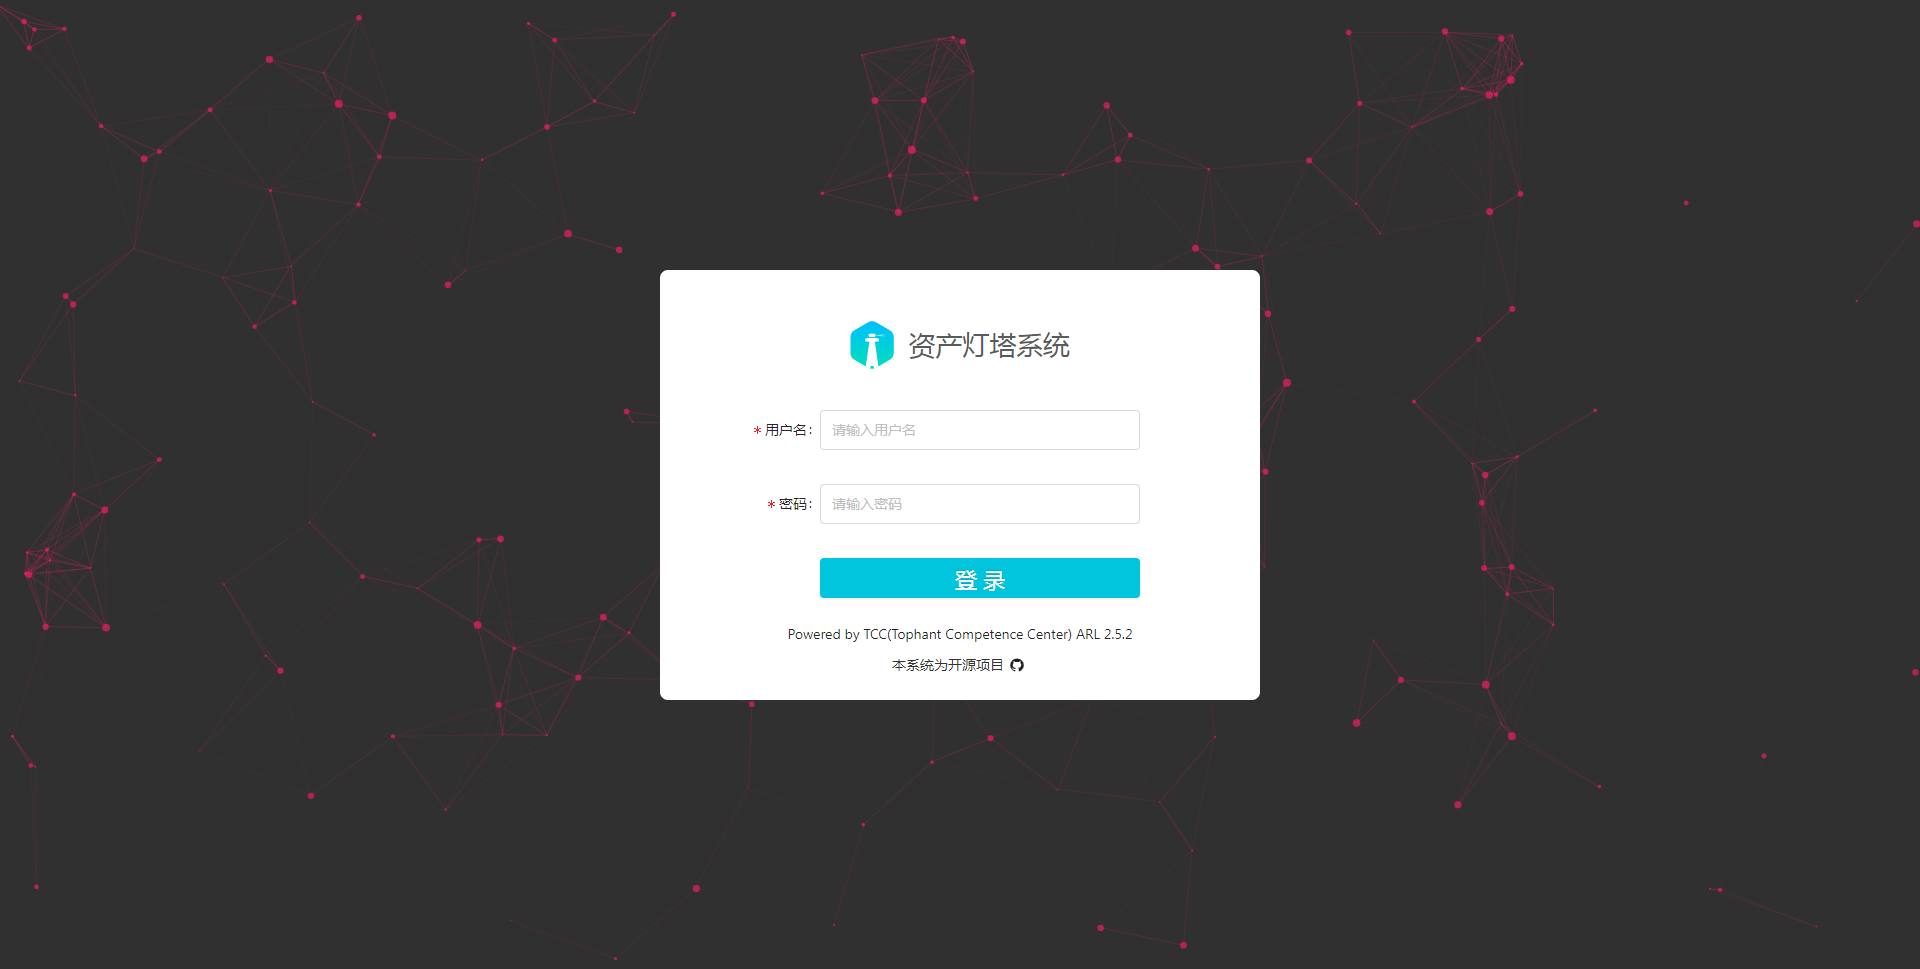 资产灯塔系统
* 用户名:
请输入用户名
* 密码:
请输入密码
登 录
Powered by TCC(Tophant Competence Center) ARL 2.5.2
本系统为开源项目